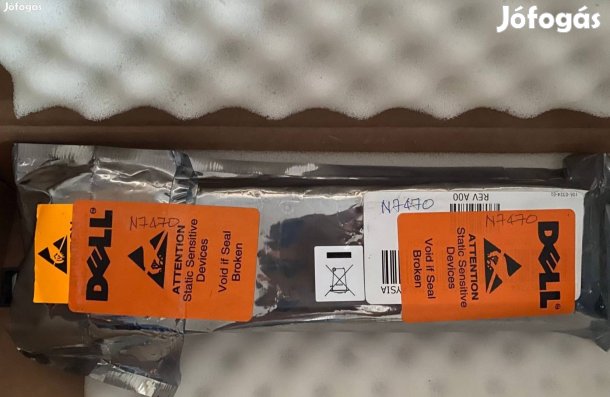 Jófogás
Jófogás
DELL
N7470
ATTENTION
Static Sensitive
Devices
Void if Seal
Broken
N7470
REV A00
YSIA
DELL
N7470
ATTENTION
Static Sensitive
Devices
Void if Seal
Broken